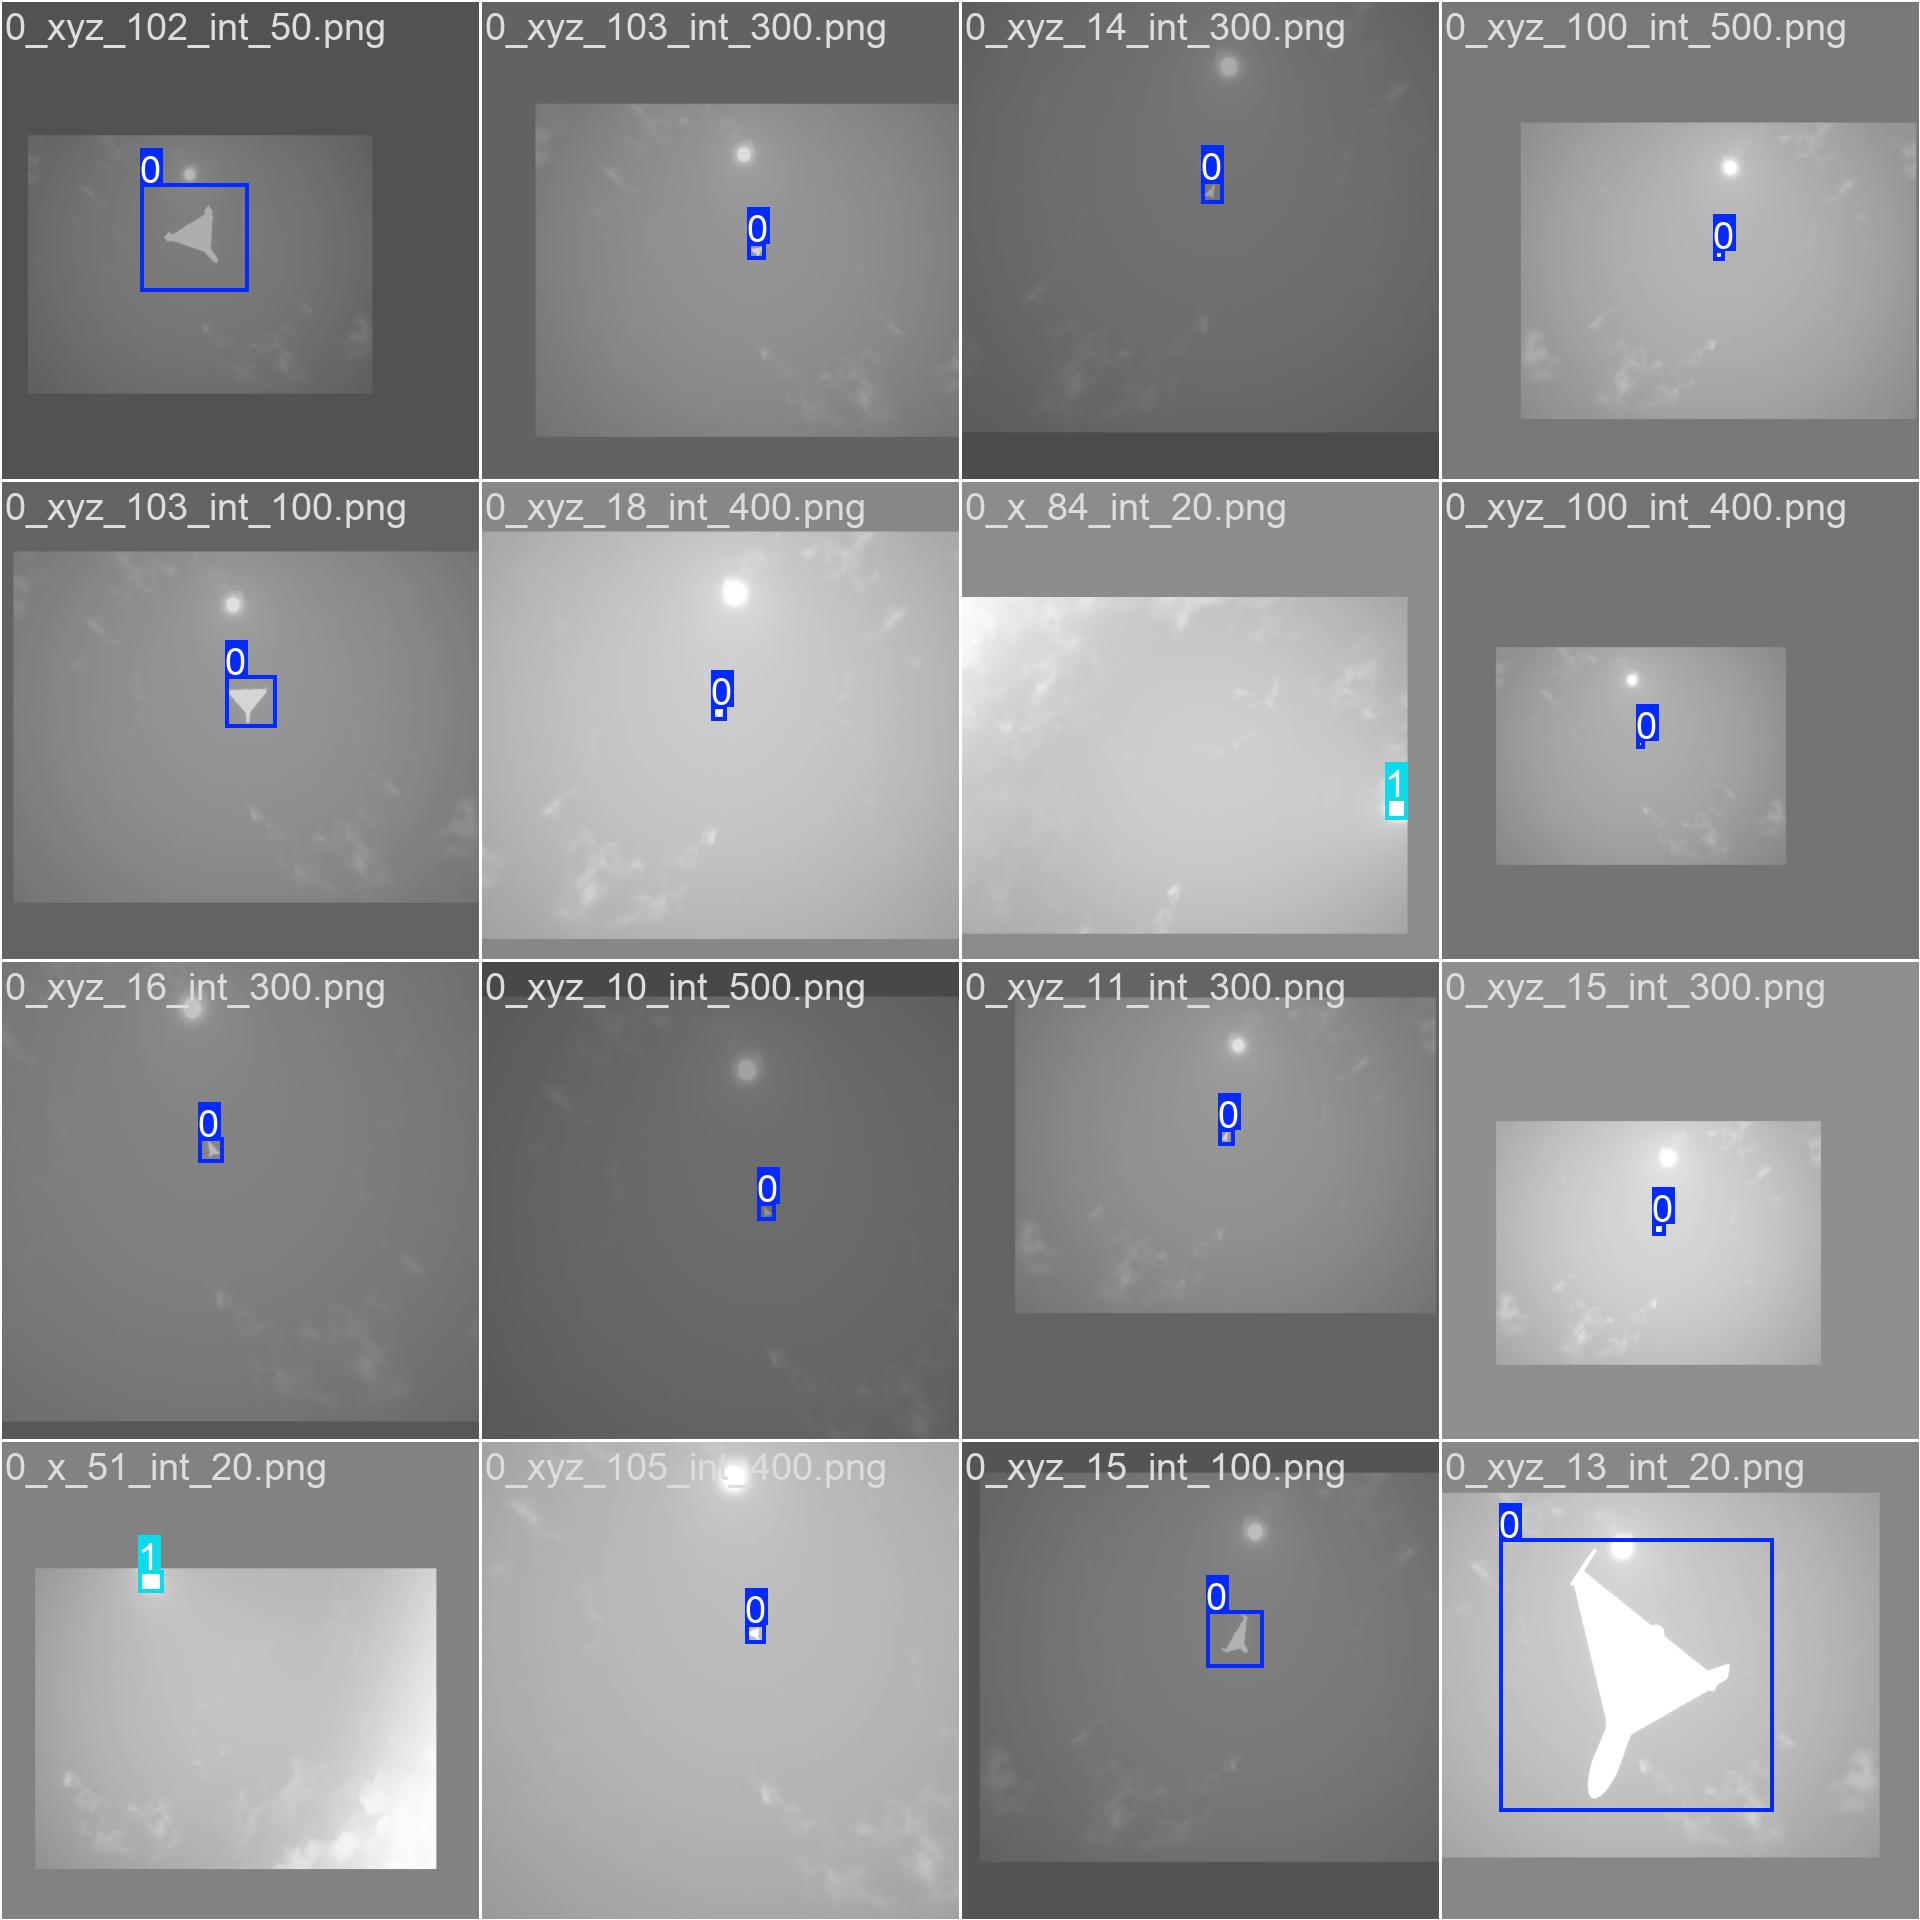 0_xyz_102_int_50.png
0_xyz_103_int_300.png
0_xyz_14_int_300.png
0_xyz_100_int_500.png
0
0
0
0
0_xyz_103_int_100.png
0_xyz_18_int_400.png
0_x_84_int_20.png
0_xyz_100_int_400.png
0
0
1
0
0_xyz_16_int_300.png
0_xyz_10_int_500.png
0_xyz_11_int_300.png
0_xyz_15_int_300.png
0
0
0
0
0_x_51_int_20.png
0_xyz_105_int_400.png
0_xyz_15_int_100.png
0_xyz_13_int_20.png
1
0
0
0